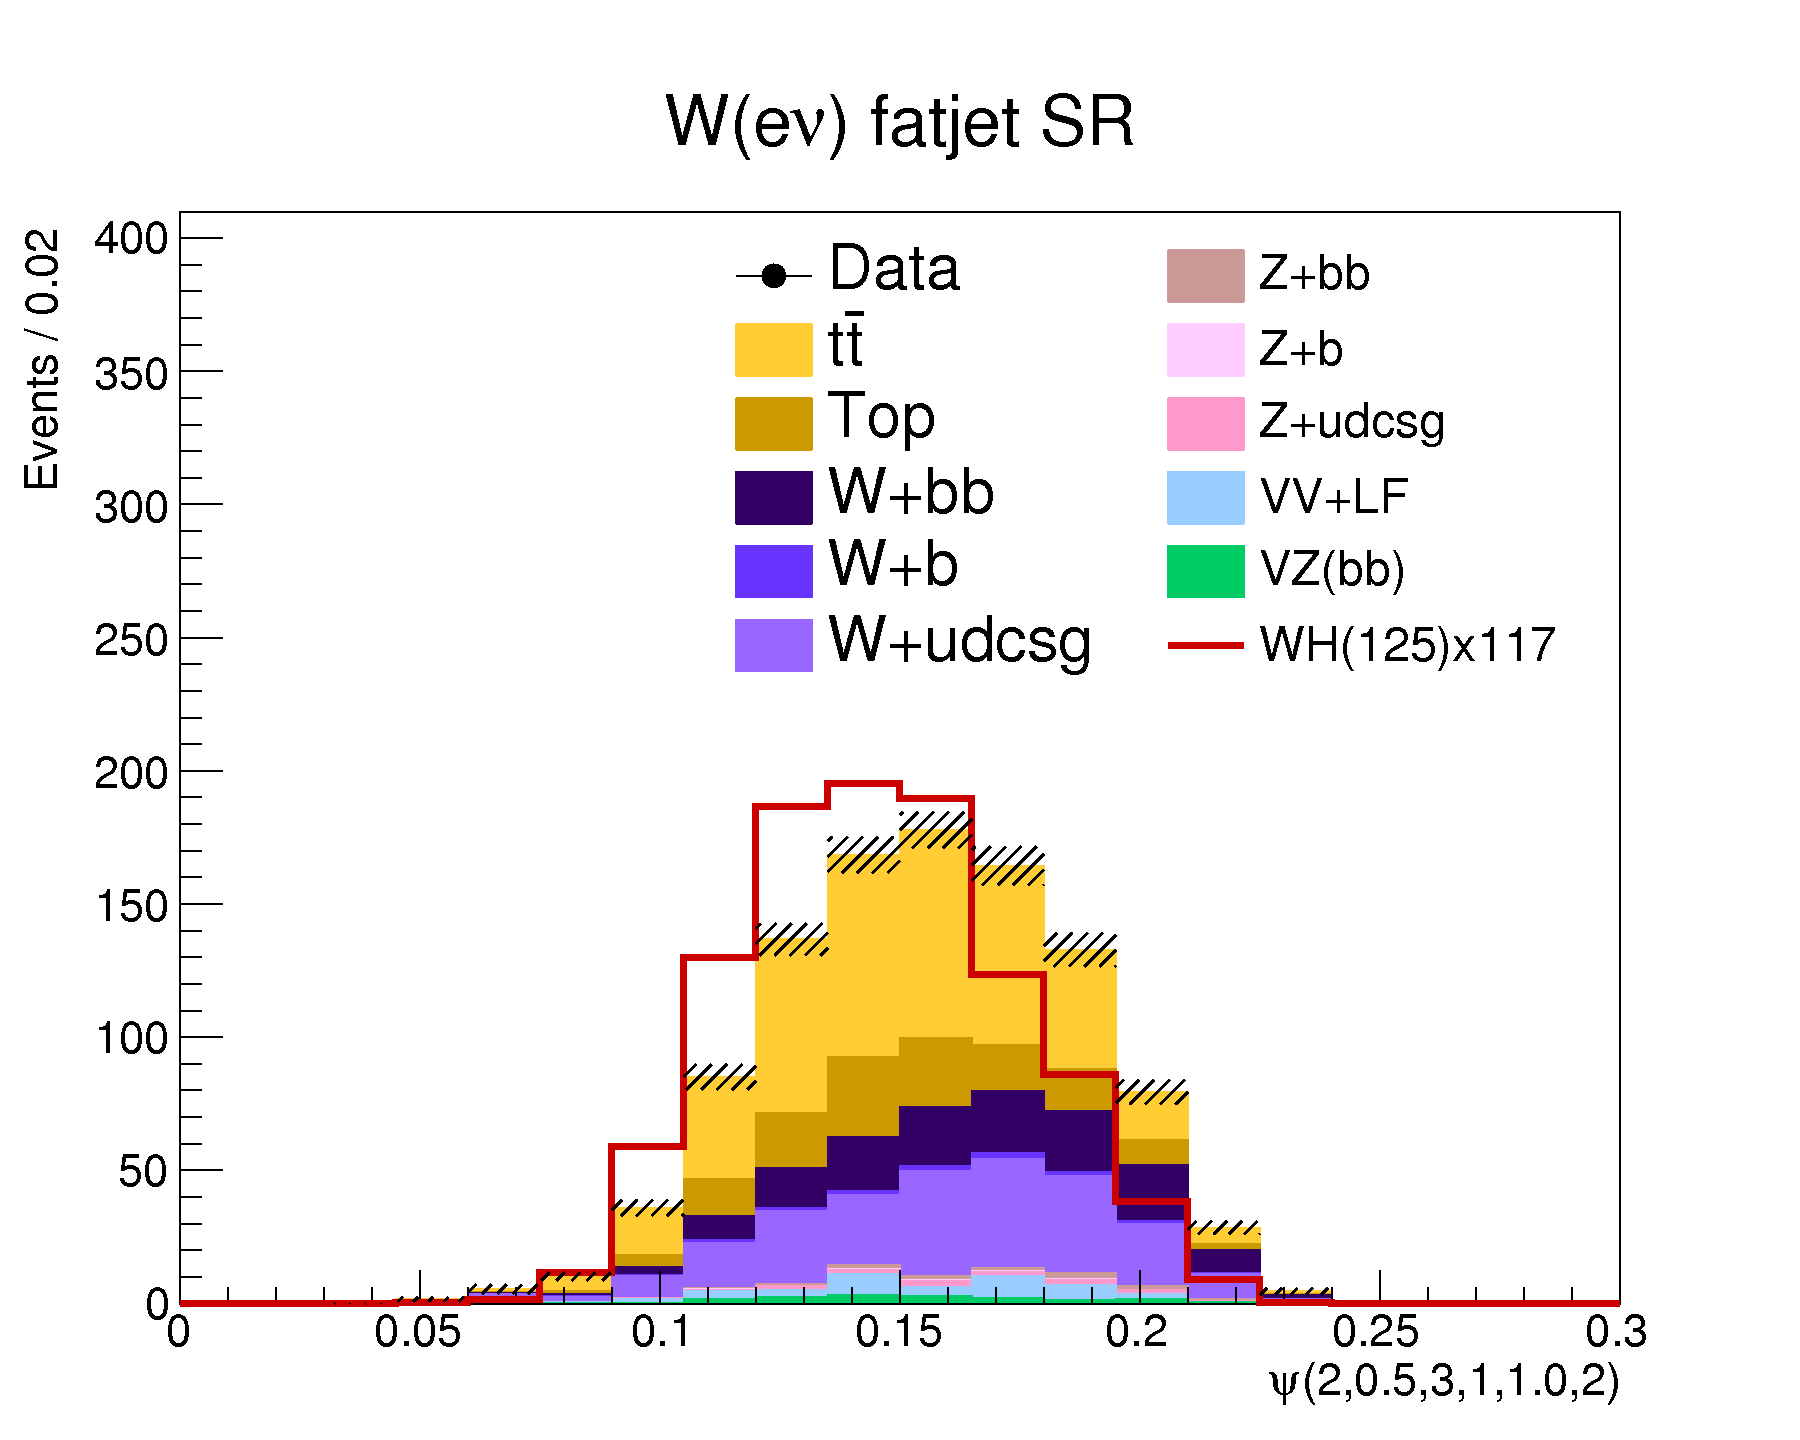 W(eν) fatjet SR
Events / 0.02
400
350
300
250
200
150
100
50
0
Data
tt̄
Top
W+bb
W+b
W+udcsg
Z+bb
Z+b
Z+udcsg
VV+LF
VZ(bb)
WH(125)x117
0 0.05 0.1 0.15 0.2 0.25 0.3
ψ(2,0.5,3,1,1.0,2)